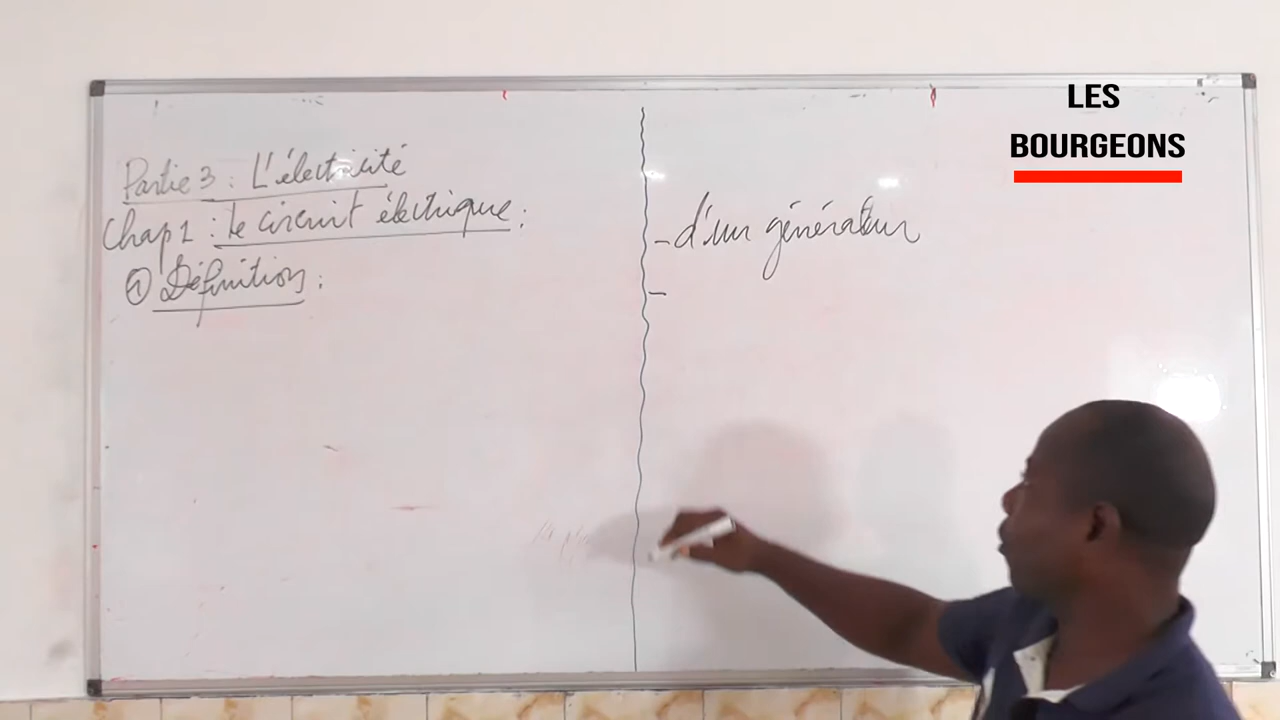 Partie 3 : L'électricité
Chap 1 : Le circuit électrique :
① Définition :
- d'un générateur
-
LES
BOURGEONS